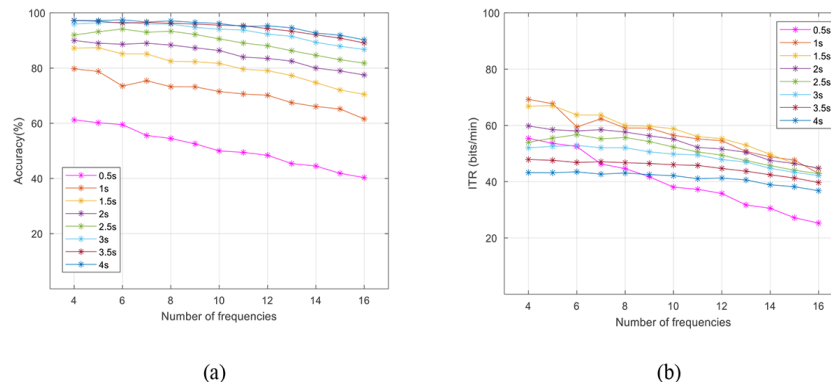 100
80
60
40
20
4 6 8 10 12 14 16
Accuracy(%)
Number of frequencies
0.5s
1s
1.5s
2s
2.5s
3s
3.5s
4s
(a)
100
80
60
40
20
4 6 8 10 12 14 16
ITR (bits/min)
Number of frequencies
0.5s
1s
1.5s
2s
2.5s
3s
3.5s
4s
(b)